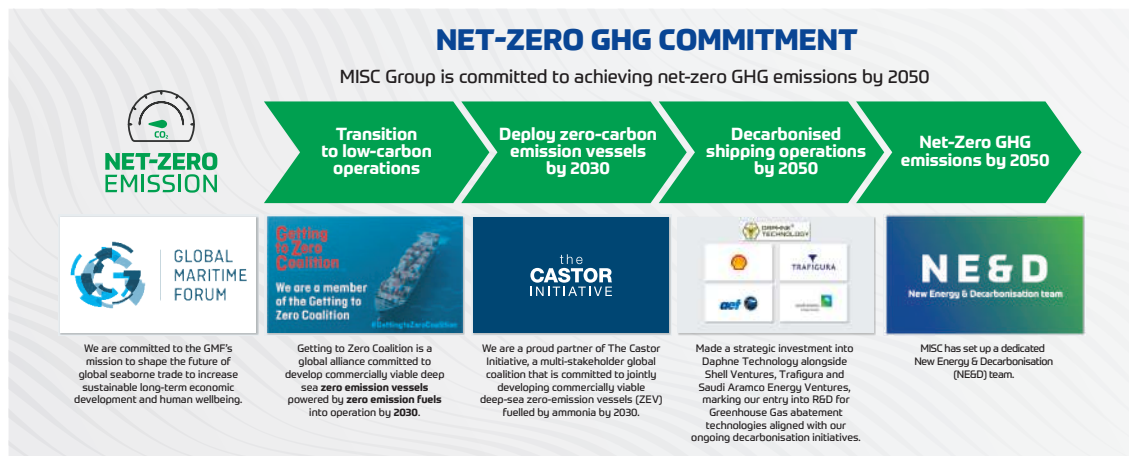 NET-ZERO GHG COMMITMENT
MISC Group is committed to achieving net-zero GHG emissions by 2050
CO₂
NET-ZERO
EMISSION
Transition
to low-carbon
operations
Deploy zero-carbon
emission vessels
by 2030
Decarbonised
shipping operations
by 2050
Net-Zero GHG
emissions by 2050
GLOBAL
MARITIME
FORUM
We are committed to the GMF's
mission to shape the future of
global seaborne trade to increase
sustainable long-term economic
development and human wellbeing.
Getting
to Zero
Coalition
We are a member
of the Getting to
Zero Coalition
#GettingtoZeroCoalition
Getting to Zero Coalition is a
global alliance committed to
develop commercially viable deep
sea zero emission vessels
powered by zero emission fuels
into operation by 2030.
the
CASTOR
INITIATIVE
We are a proud partner of The Castor
Initiative, a multi-stakeholder global
coalition that is committed to jointly
developing commercially viable
deep-sea zero-emission vessels (ZEV)
fuelled by ammonia by 2030.
DAPHNE
TECHNOLOGY
TRAFIGURA
aet
Made a strategic investment into
Daphne Technology alongside
Shell Ventures, Trafigura and
Saudi Aramco Energy Ventures,
marking our entry into R&D for
Greenhouse Gas abatement
technologies aligned with our
ongoing decarbonisation initiatives.
NE&D
New Energy & Decarbonisation team
MISC has set up a dedicated
New Energy & Decarbonisation
(NE&D) team.